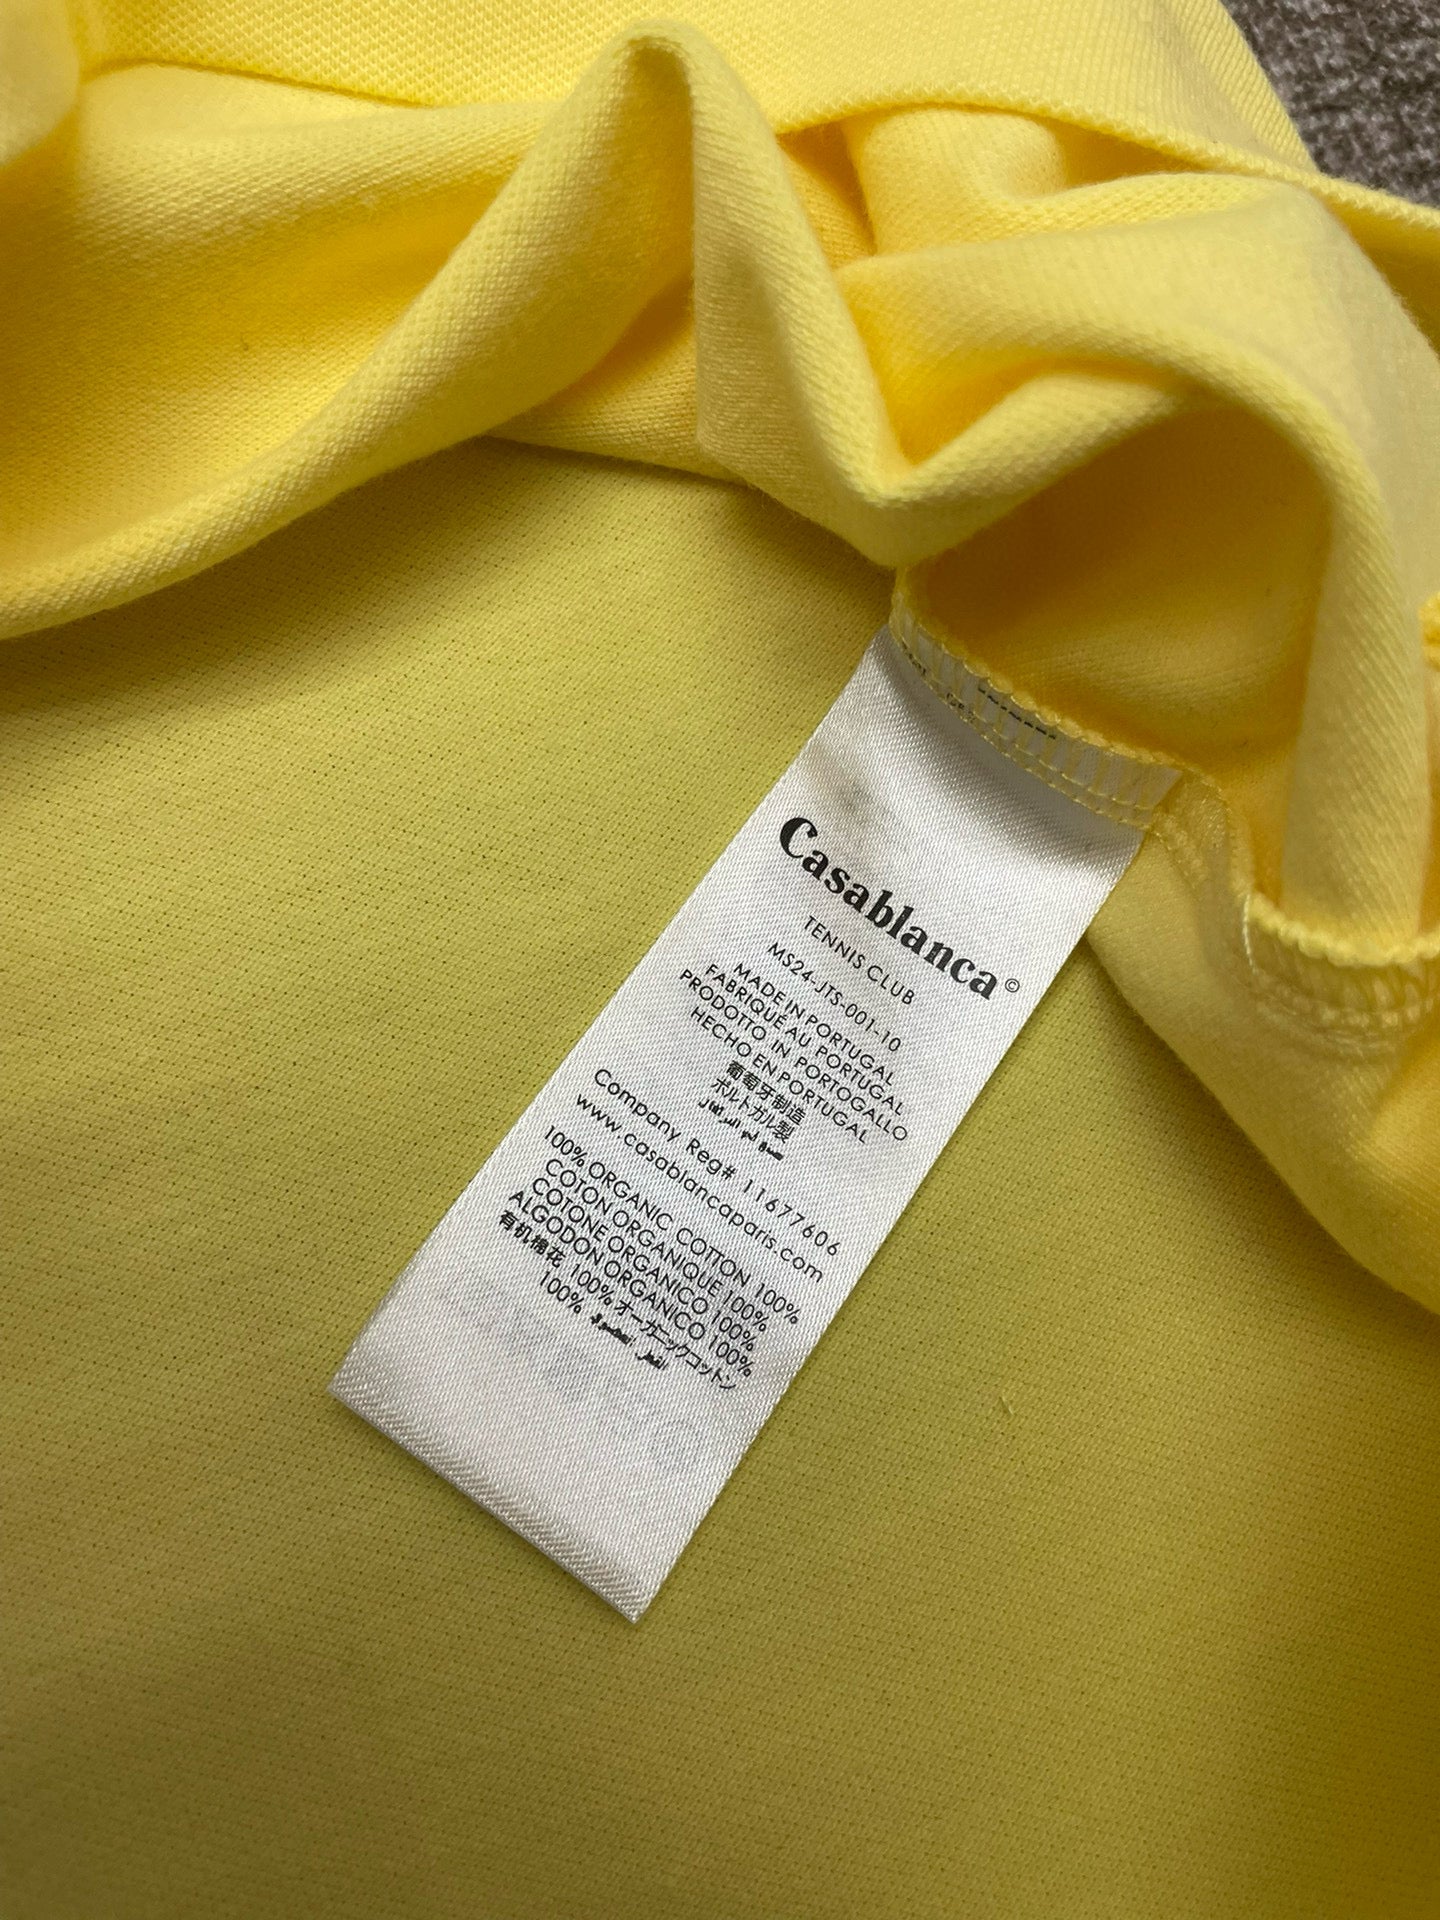 Casablanca©
TENNIS CLUB
MS24-JTS-001-10
MADE IN PORTUGAL
FABRIQUÉ AU PORTUGAL
PRODOTTO IN PORTOGALLO
HECHO EN PORTUGAL
葡萄牙制造
ポルトガル製
Company Reg# 11677606
www.casablancaparis.com
100% ORGANIC COTTON 100%
COTON ORGANIQUE 100%
COTONE ORGANICO 100%
ALGODON ORGANICO 100%
有机棉花 100% オーガニックコットン
100%